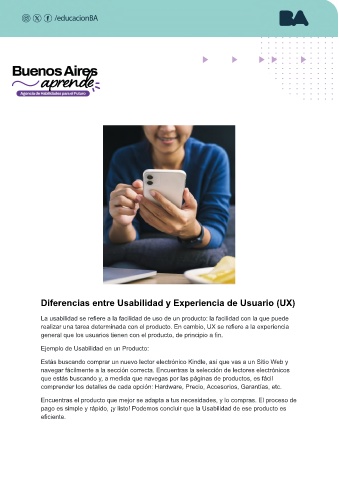 /educacionBA
BA
Buenos Aires
aprende
Agencia de Habilidades para el Futuro
Diferencias entre Usabilidad y Experiencia de Usuario (UX)
La usabilidad se refiere a la facilidad de uso de un producto: la facilidad con la que puede
realizar una tarea determinada con el producto. En cambio, UX se refiere a la experiencia
general que los usuarios tienen con el producto, de principio a fin.
Ejemplo de Usabilidad en un Producto:
Estás buscando comprar un nuevo lector electrónico Kindle, así que vas a un Sitio Web y
navegar fácilmente a la sección correcta. Encuentras la selección de lectores electrónicos
que estás buscando y, a medida que navegas por las páginas de productos, es fácil
comprender los detalles de cada opción: Hardware, Precio, Accesorios, Garantías, etc.
Encuentras el producto que mejor se adapta a tus necesidades, y lo compras. El proceso de
pago es simple y rápido, ¡y listo! Podemos concluir que la Usabilidad de ese producto es
eficiente.